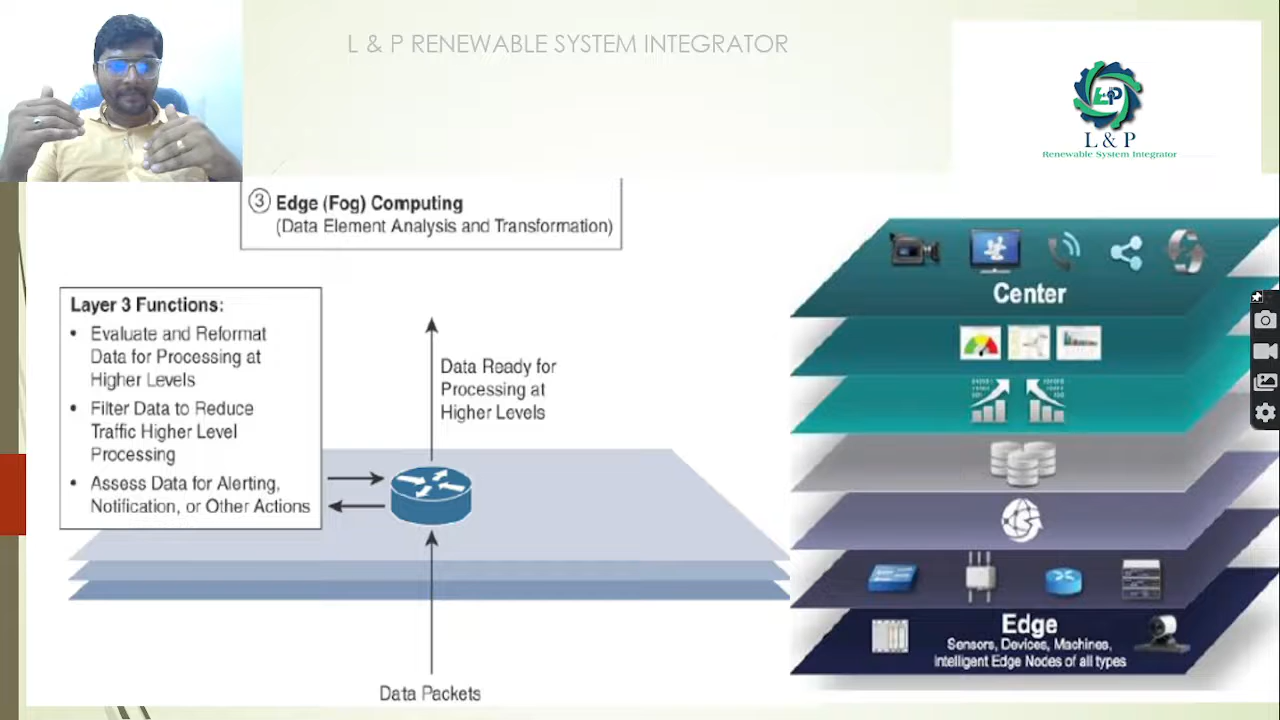 L & P RENEWABLE SYSTEM INTEGRATOR
LP
L & P
Renewable System Integrator
3 Edge (Fog) Computing
(Data Element Analysis and Transformation)
Layer 3 Functions:
• Evaluate and Reformat
Data for Processing at
Higher Levels
• Filter Data to Reduce
Traffic Higher Level
Processing
• Assess Data for Alerting,
Notification, or Other Actions
Data Ready for
Processing at
Higher Levels
Data Packets
Center
Edge
Sensors, Devices, Machines,
Intelligent Edge Nodes of all types